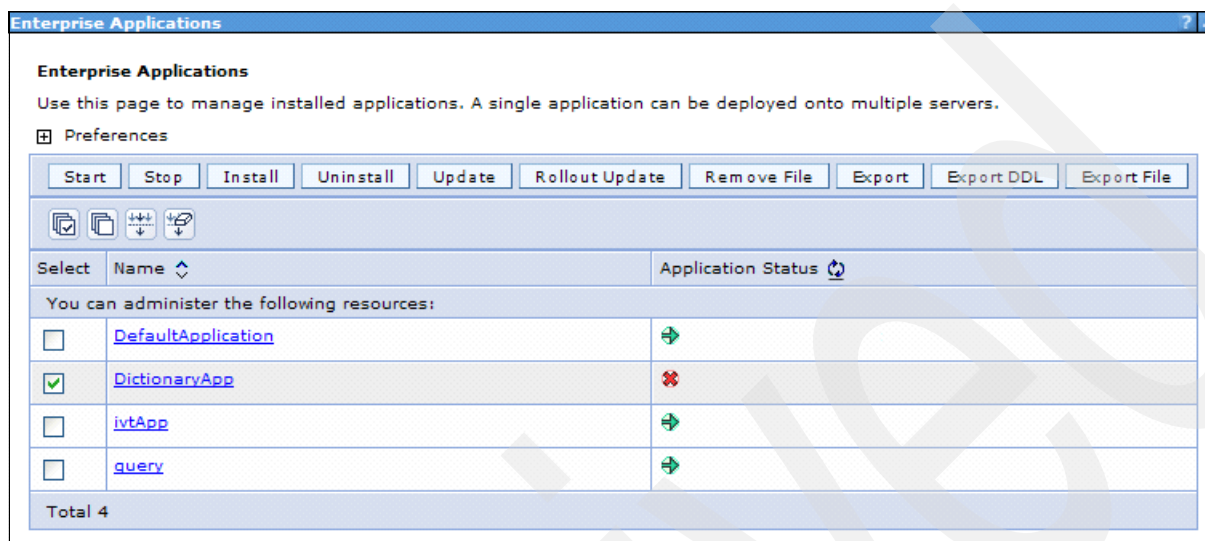 Enterprise Applications ?
Enterprise Applications
Use this page to manage installed applications. A single application can be deployed onto multiple servers.
Preferences
Start Stop Install Uninstall Update Rollout Update Remove File Export Export DDL Export File
Select Name Application Status
You can administer the following resources:
DefaultApplication
DictionaryApp
ivtApp
query
Total 4